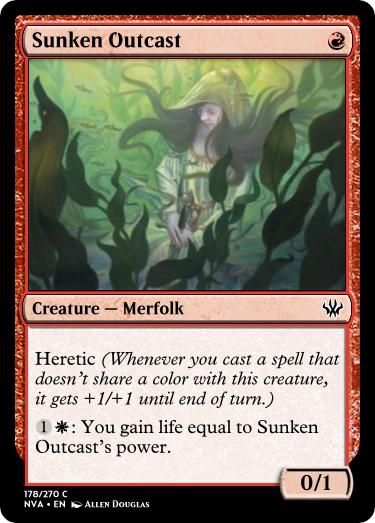 Sunken Outcast
Creature — Merfolk
Heretic (Whenever you cast a spell that
doesn't share a color with this creature,
it gets +1/+1 until end of turn.)
1 : You gain life equal to Sunken
Outcast's power.
0/1
178/270 C
NVA • EN Allen Douglas